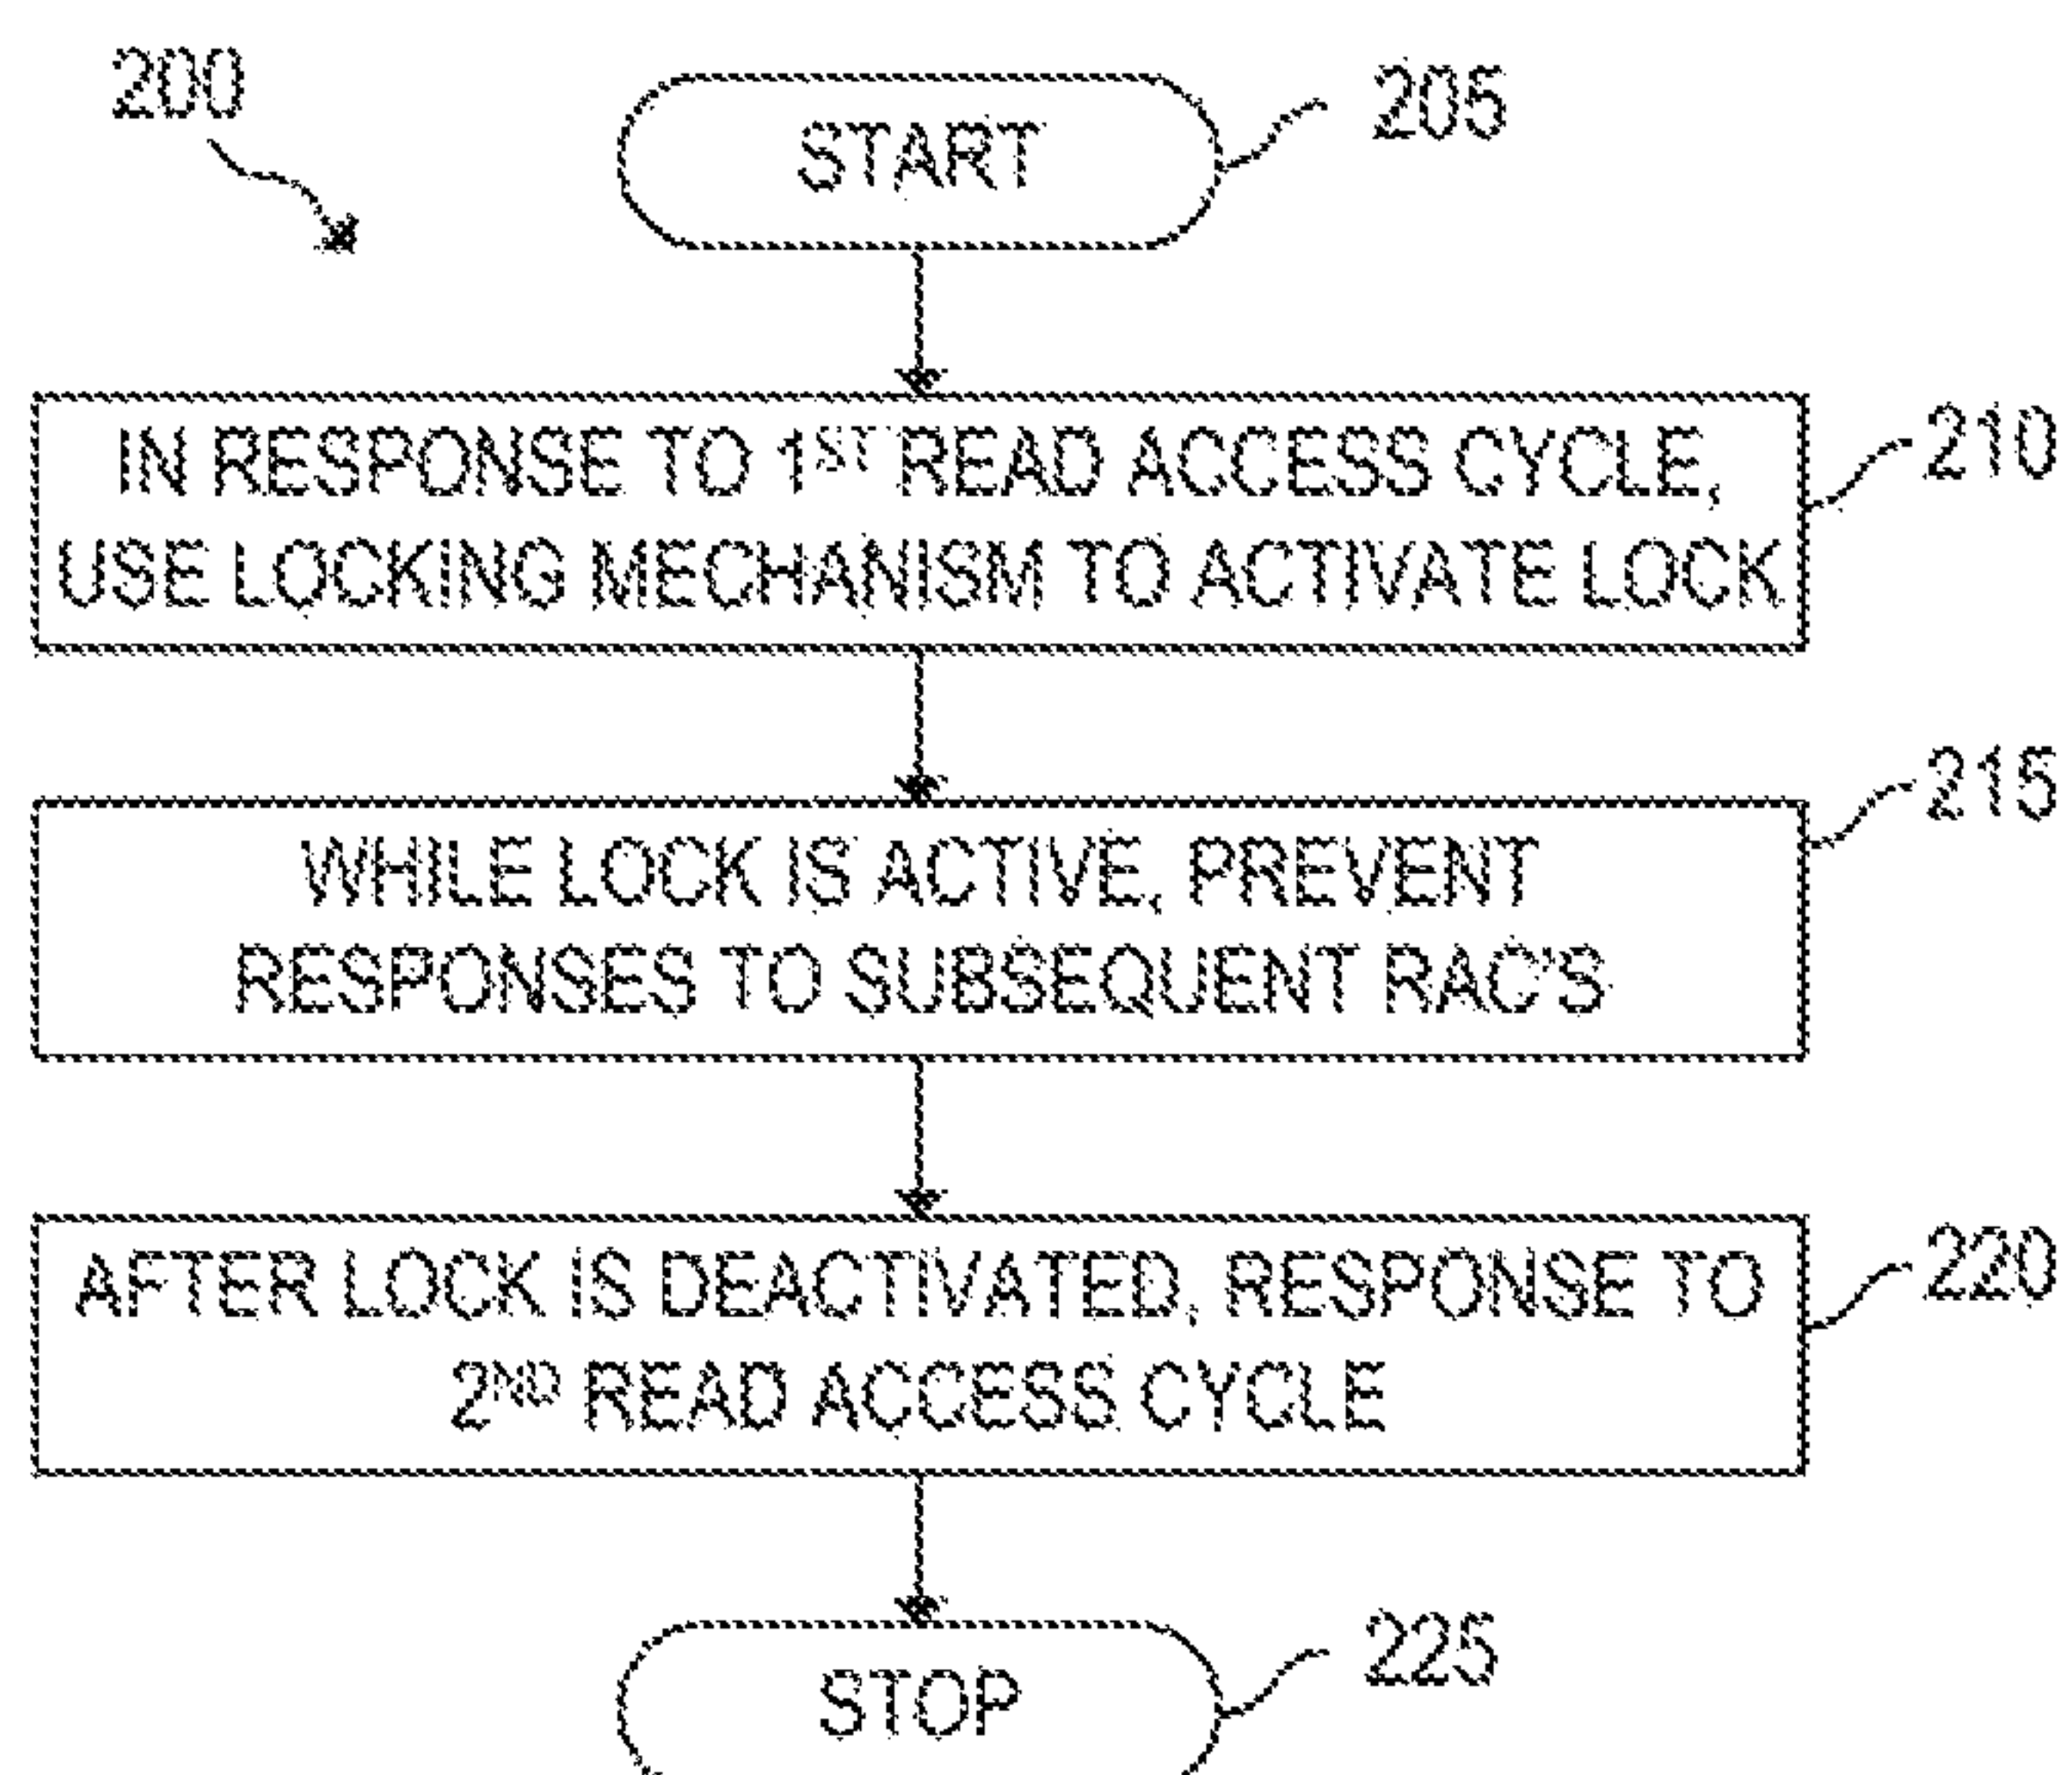 200
START
205
IN RESPONSE TO 1ST READ ACCESS CYCLE,
USE LOCKING MECHANISM TO ACTIVATE LOCK
210
WHILE LOCK IS ACTIVE, PREVENT
RESPONSES TO SUBSEQUENT RAC'S
215
AFTER LOCK IS DEACTIVATED, RESPONSE TO
2ND READ ACCESS CYCLE
220
STOP
225